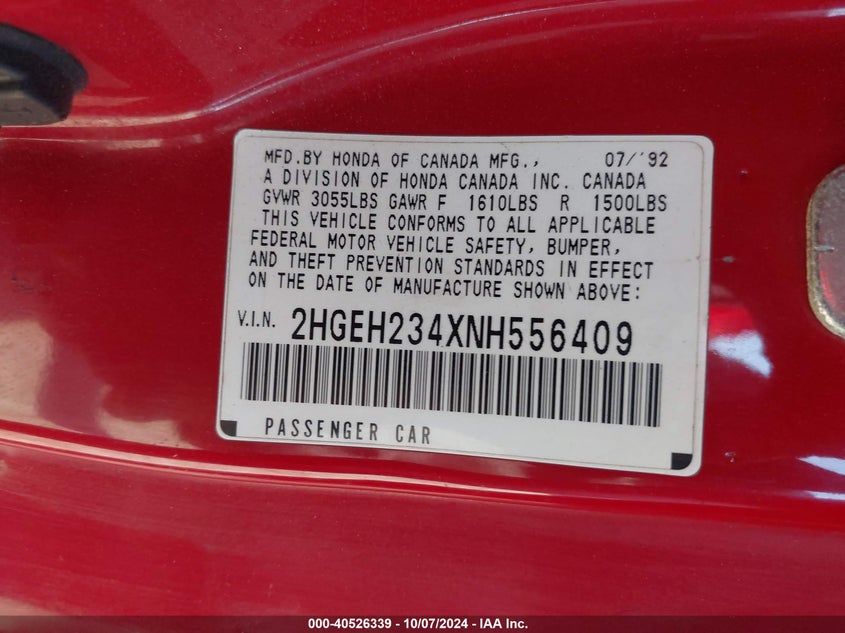 MFD.BY HONDA OF CANADA MFG., 07/'92
A DIVISION OF HONDA CANADA INC. CANADA
GVWR 3055LBS GAWR F 1610LBS R 1500LBS
THIS VEHICLE CONFORMS TO ALL APPLICABLE
FEDERAL MOTOR VEHICLE SAFETY, BUMPER,
AND THEFT PREVENTION STANDARDS IN EFFECT
ON THE DATE OF MANUFACTURE SHOWN ABOVE:
V.I.N. 2HGEH234XNH556409
PASSENGER CAR
000-40526339 - 10/07/2024 - IAA Inc.